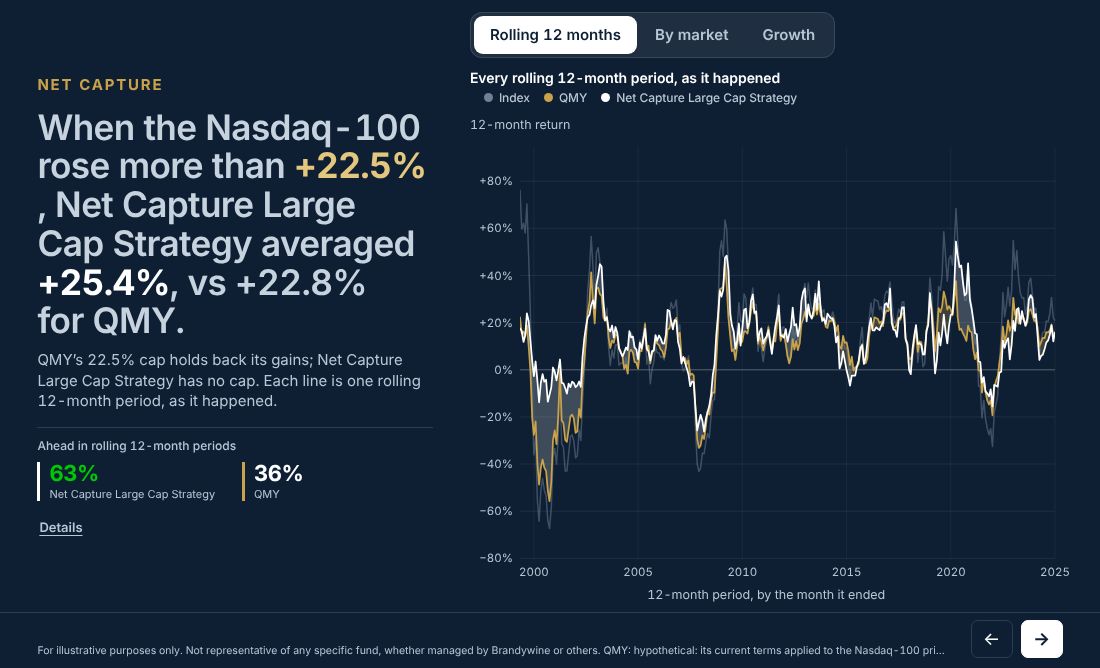 Rolling 12 months
By market
Growth
NET CAPTURE
When the Nasdaq-100
rose more than +22.5%
, Net Capture Large
Cap Strategy averaged
+25.4%, vs +22.8%
for QMY.
QMY's 22.5% cap holds back its gains; Net Capture
Large Cap Strategy has no cap. Each line is one rolling
12-month period, as it happened.
Ahead in rolling 12-month periods
63%
Net Capture Large Cap Strategy
36%
QMY
Details
Every rolling 12-month period, as it happened
Index
QMY
Net Capture Large Cap Strategy
12-month return
+80%
+60%
+40%
+20%
0%
−20%
−40%
−60%
−80%
2000
2005
2010
2015
2020
2025
12-month period, by the month it ended
For illustrative purposes only. Not representative of any specific fund, whether managed by Brandywine or others. QMY: hypothetical: its current terms applied to the Nasdaq-100 pri...